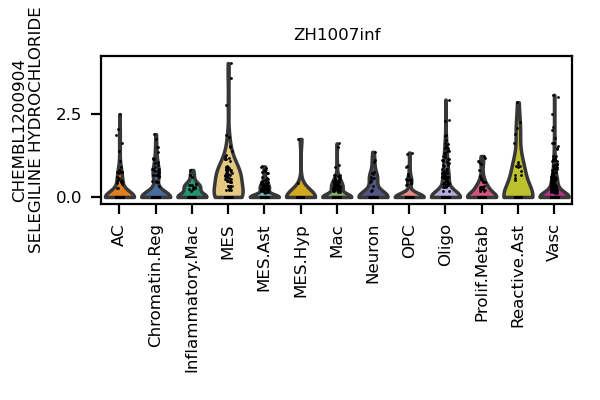 ZH1007inf
CHEMBL1200904
SELEGILINE HYDROCHLORIDE
2.5
0.0
AC
Chromatin.Reg
Inflammatory.Mac
MES
MES.Ast
MES.Hyp
Mac
Neuron
OPC
Oligo
Prolif.Metab
Reactive.Ast
Vasc